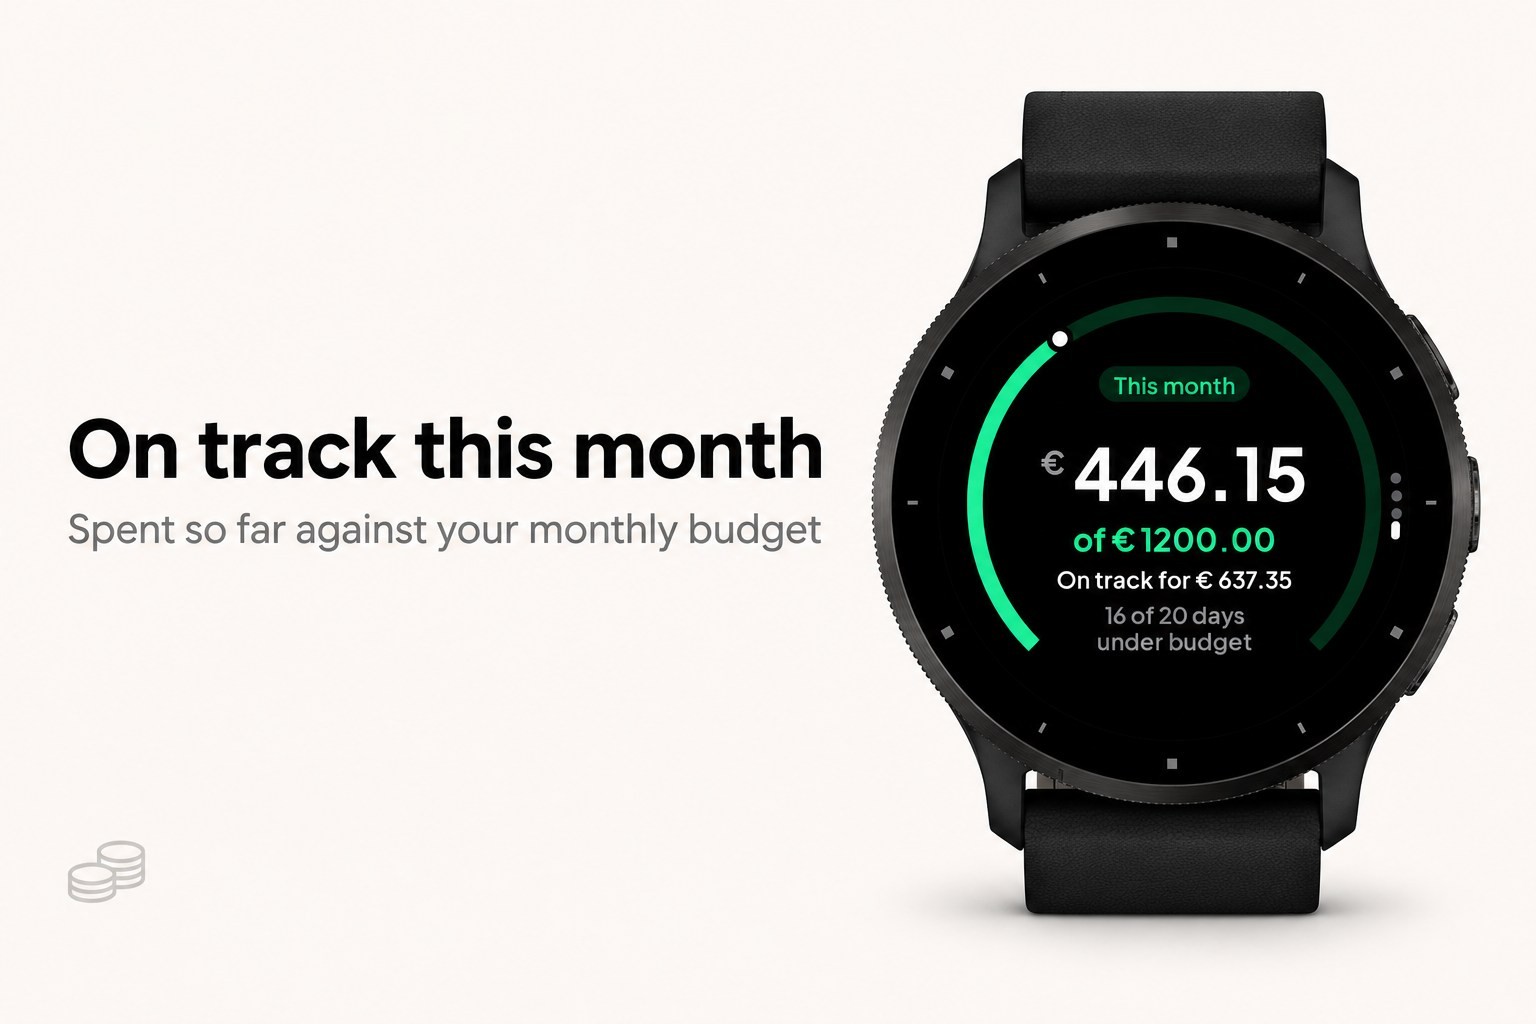 On track this month
Spent so far against your monthly budget
This month
€ 446.15
of € 1200.00
On track for € 637.35
16 of 20 days
under budget